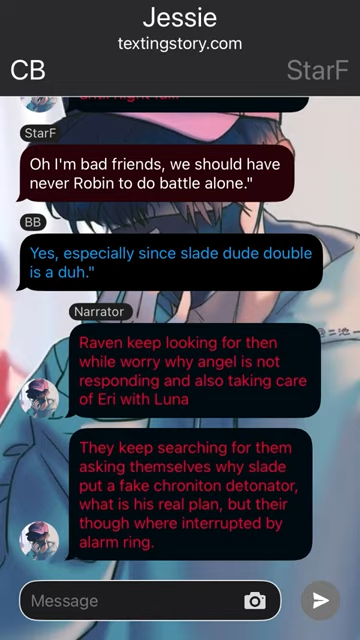 Jessie
textingstory.com
CB
StarF
StarF
Oh I'm bad friends, we should have
never Robin to do battle alone."
BB
Yes, especially since slade dude double
is a duh."
Narrator
Raven keep looking for then
while worry why angel is not
responding and also taking care
of Eri with Luna
They keep searching for them
asking themselves why slade
put a fake chroniton detonator,
what is his real plan, but their
though where interrupted by
alarm ring.
Message